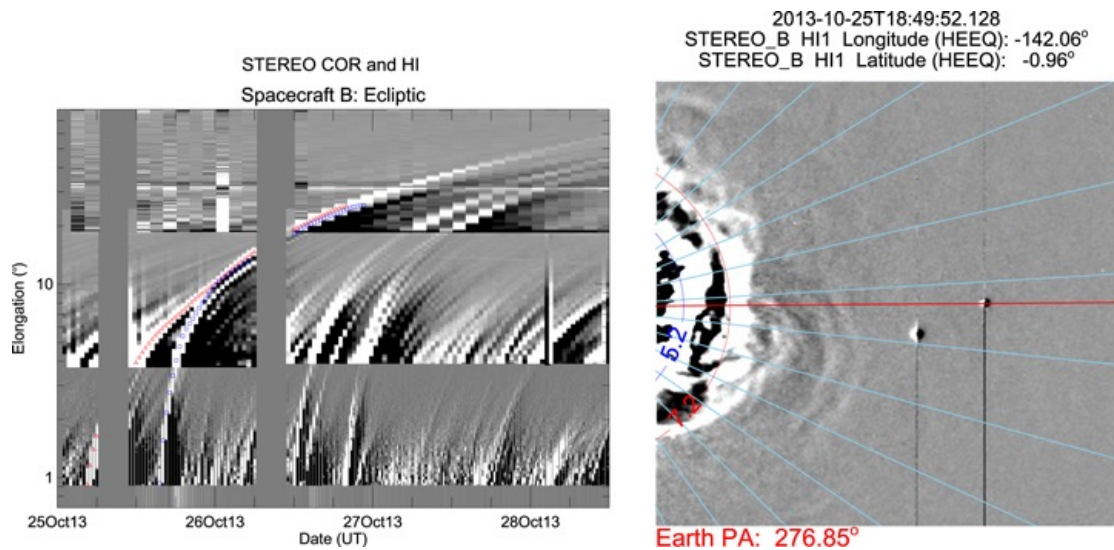 STEREO COR and HI
Spacecraft B: Ecliptic
Elongation (°)
10
1
25Oct13
26Oct13
27Oct13
28Oct13
Date (UT)
2013-10-25T18:49:52.128
STEREO_B HI1 Longitude (HEEQ): -142.06°
STEREO_B HI1 Latitude (HEEQ): -0.96°
5.2
7.2
Earth PA: 276.85°